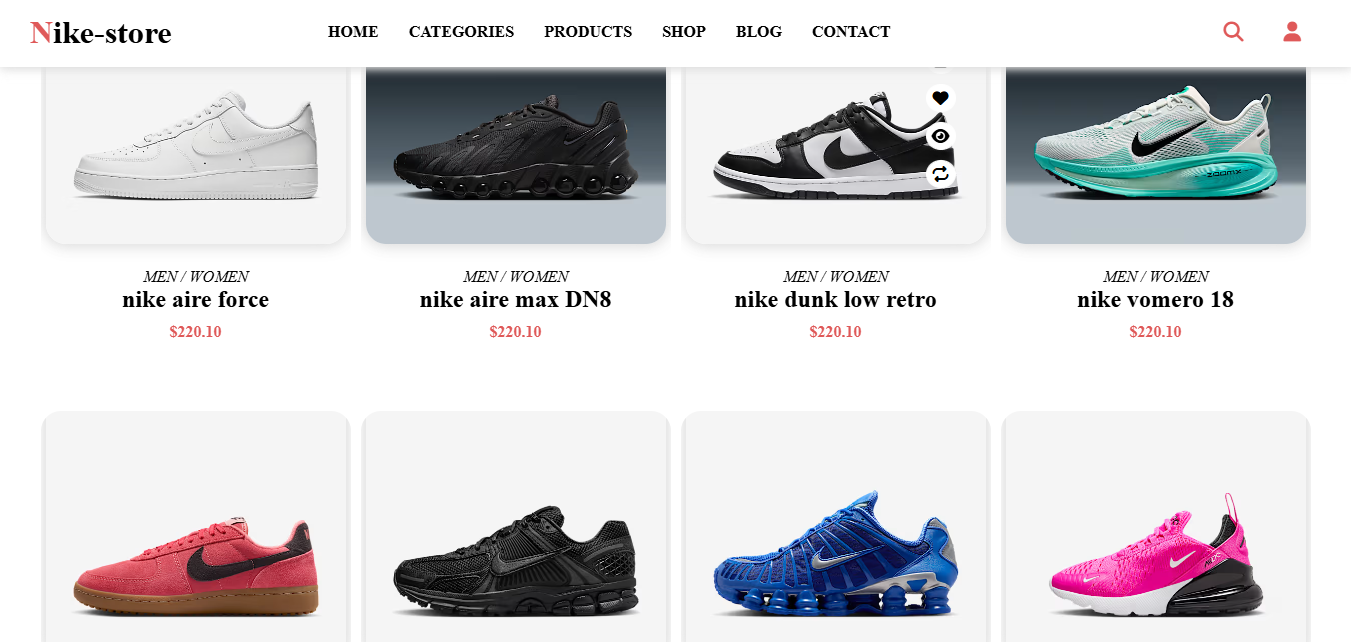 Nike-store
HOME CATEGORIES PRODUCTS SHOP BLOG CONTACT
zoomx
MEN / WOMEN
nike aire force
$220.10
MEN / WOMEN
nike aire max DN8
$220.10
MEN / WOMEN
nike dunk low retro
$220.10
MEN / WOMEN
nike vomero 18
$220.10